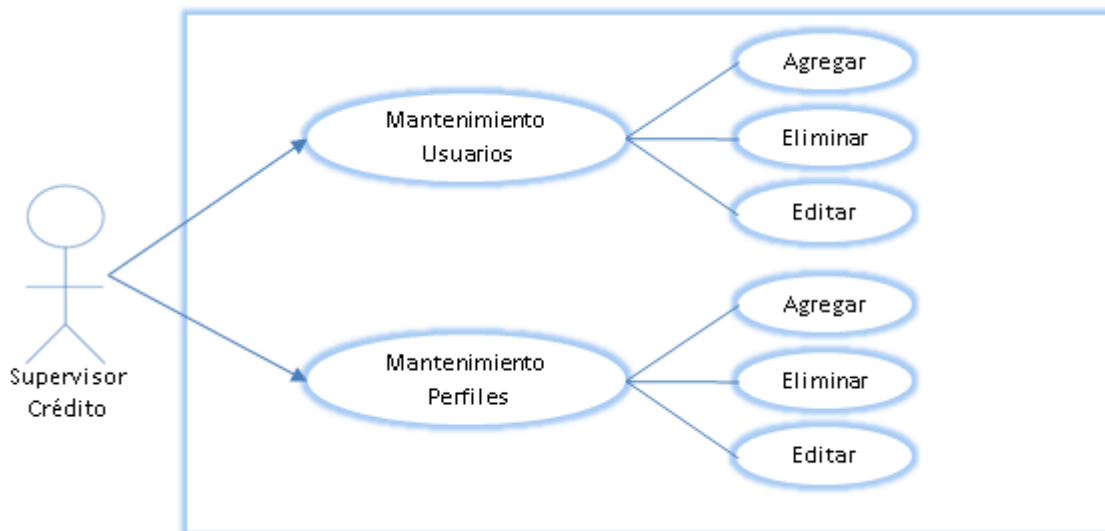 Agregar
Mantenimiento
Usuarios
Eliminar
Editar
Supervisor
Crédito
Agregar
Mantenimiento
Perfiles
Eliminar
Editar